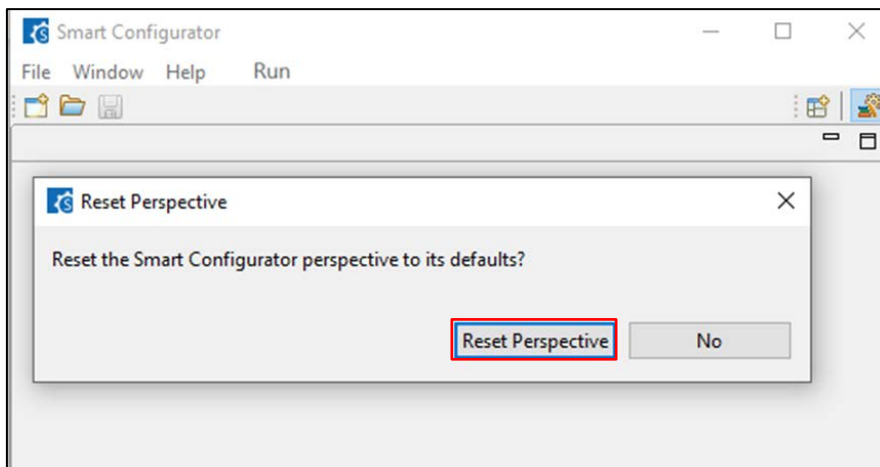 Smart Configurator
File Window Help Run
Reset Perspective
Reset the Smart Configurator perspective to its defaults?
Reset Perspective No